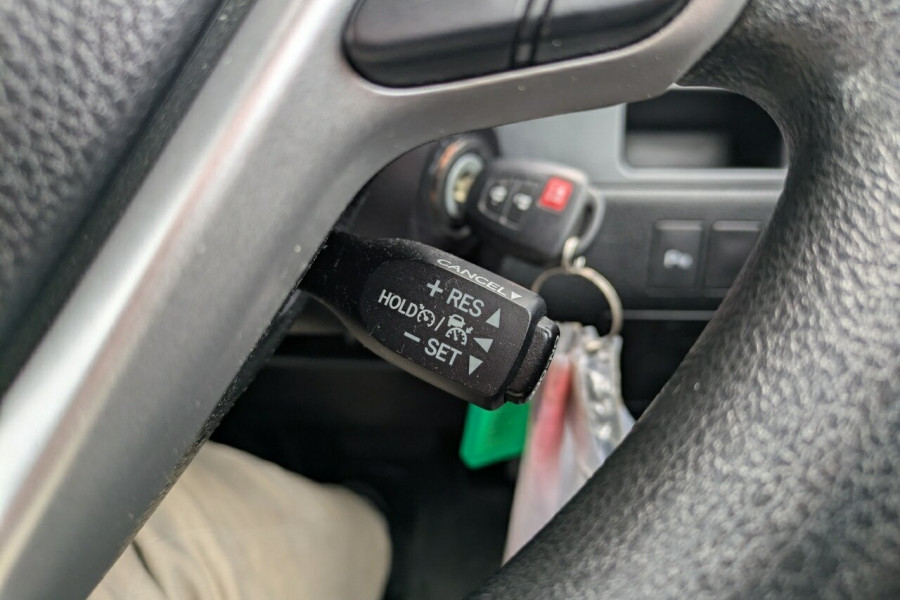 CANCEL
+ RES
HOLD /
− SET